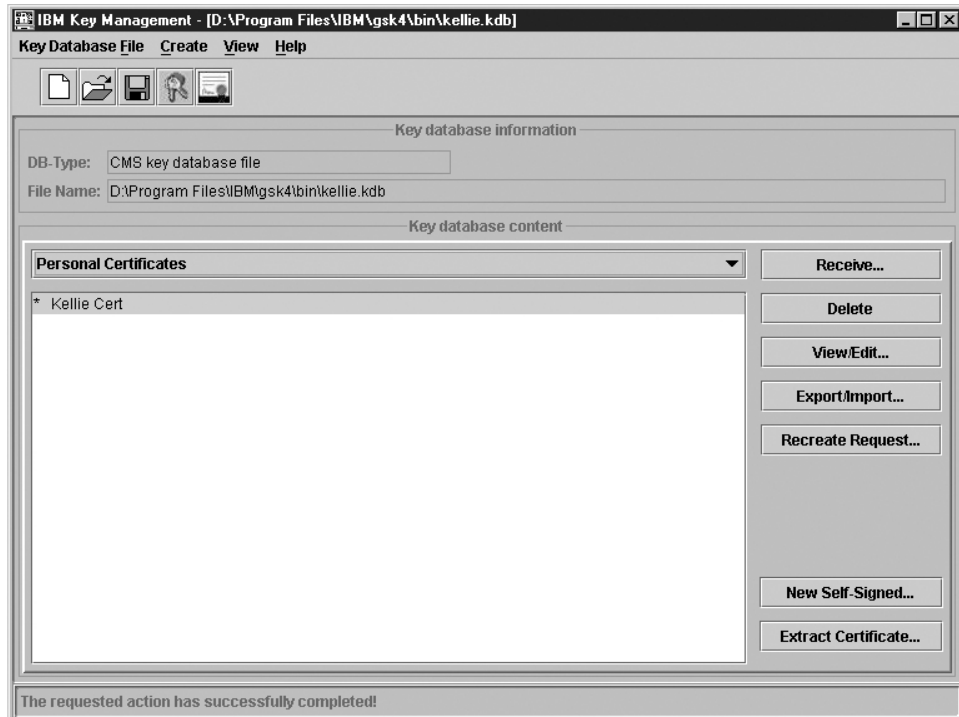 IBM Key Management - [D:\Program Files\IBM\gsk4\bin\kellie.kdb]
Key Database File Create View Help
Key database information
DB-Type: CMS key database file
File Name: D:\Program Files\IBM\gsk4\bin\kellie.kdb
Key database content
Personal Certificates
Receive...
* Kellie Cert
Delete
View/Edit...
Export/Import...
Recreate Request...
New Self-Signed...
Extract Certificate...
The requested action has successfully completed!